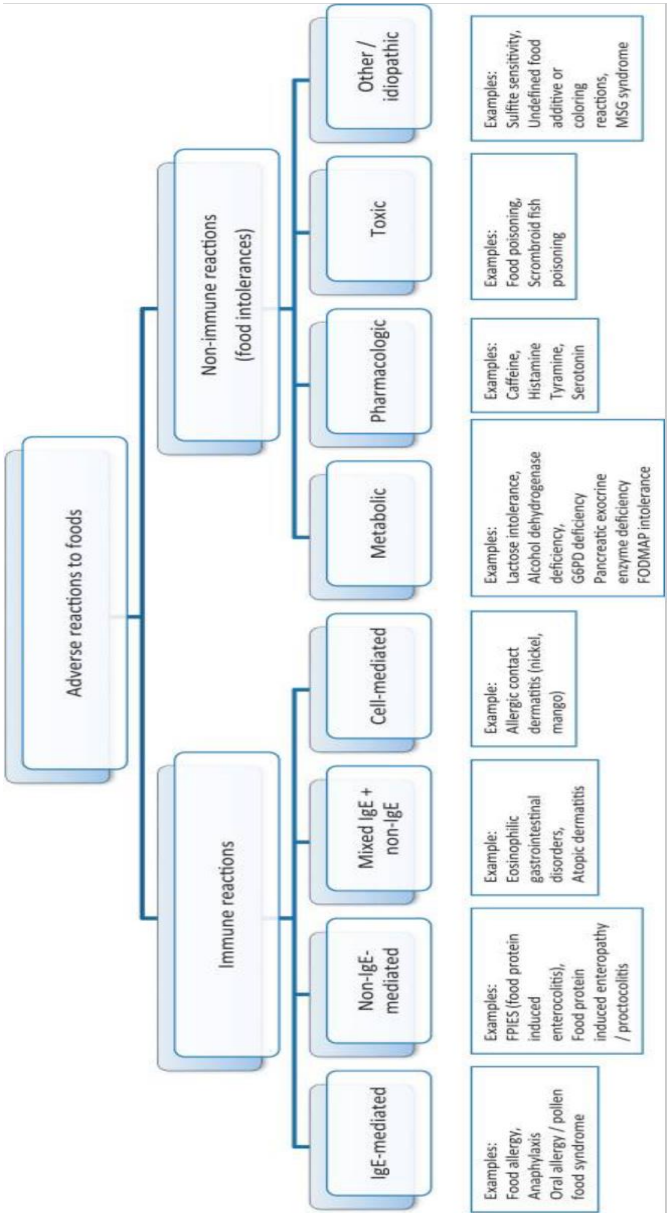 Adverse reactions to foods
Immune reactions
Non-immune reactions
(food intolerances)
IgE-mediated
Non-IgE-
mediated
Mixed IgE +
non-IgE
Cell-mediated
Metabolic
Pharmacologic
Toxic
Other /
idiopathic
Examples:
Food allergy,
Anaphylaxis
Oral allergy / pollen
food syndrome
Examples:
FPIES (food protein
induced
enterocolitis),
Food protein
induced enteropathy
/ proctocolitis
Example:
Eosinophilic
gastrointestinal
disorders,
Atopic dermatitis
Example:
Allergic contact
dermatitis (nickel,
mango)
Examples:
Lactose intolerance,
Alcohol dehydrogenase
deficiency,
G6PD deficiency
Pancreatic exocrine
enzyme deficiency
FODMAP intolerance
Examples:
Caffeine,
Histamine
Tyramine,
Serotonin
Examples:
Food poisoning,
Scrombroid fish
poisoning
Examples:
Sulfite sensitivity,
Undefined food
additive or
coloring
reactions,
MSG syndrome